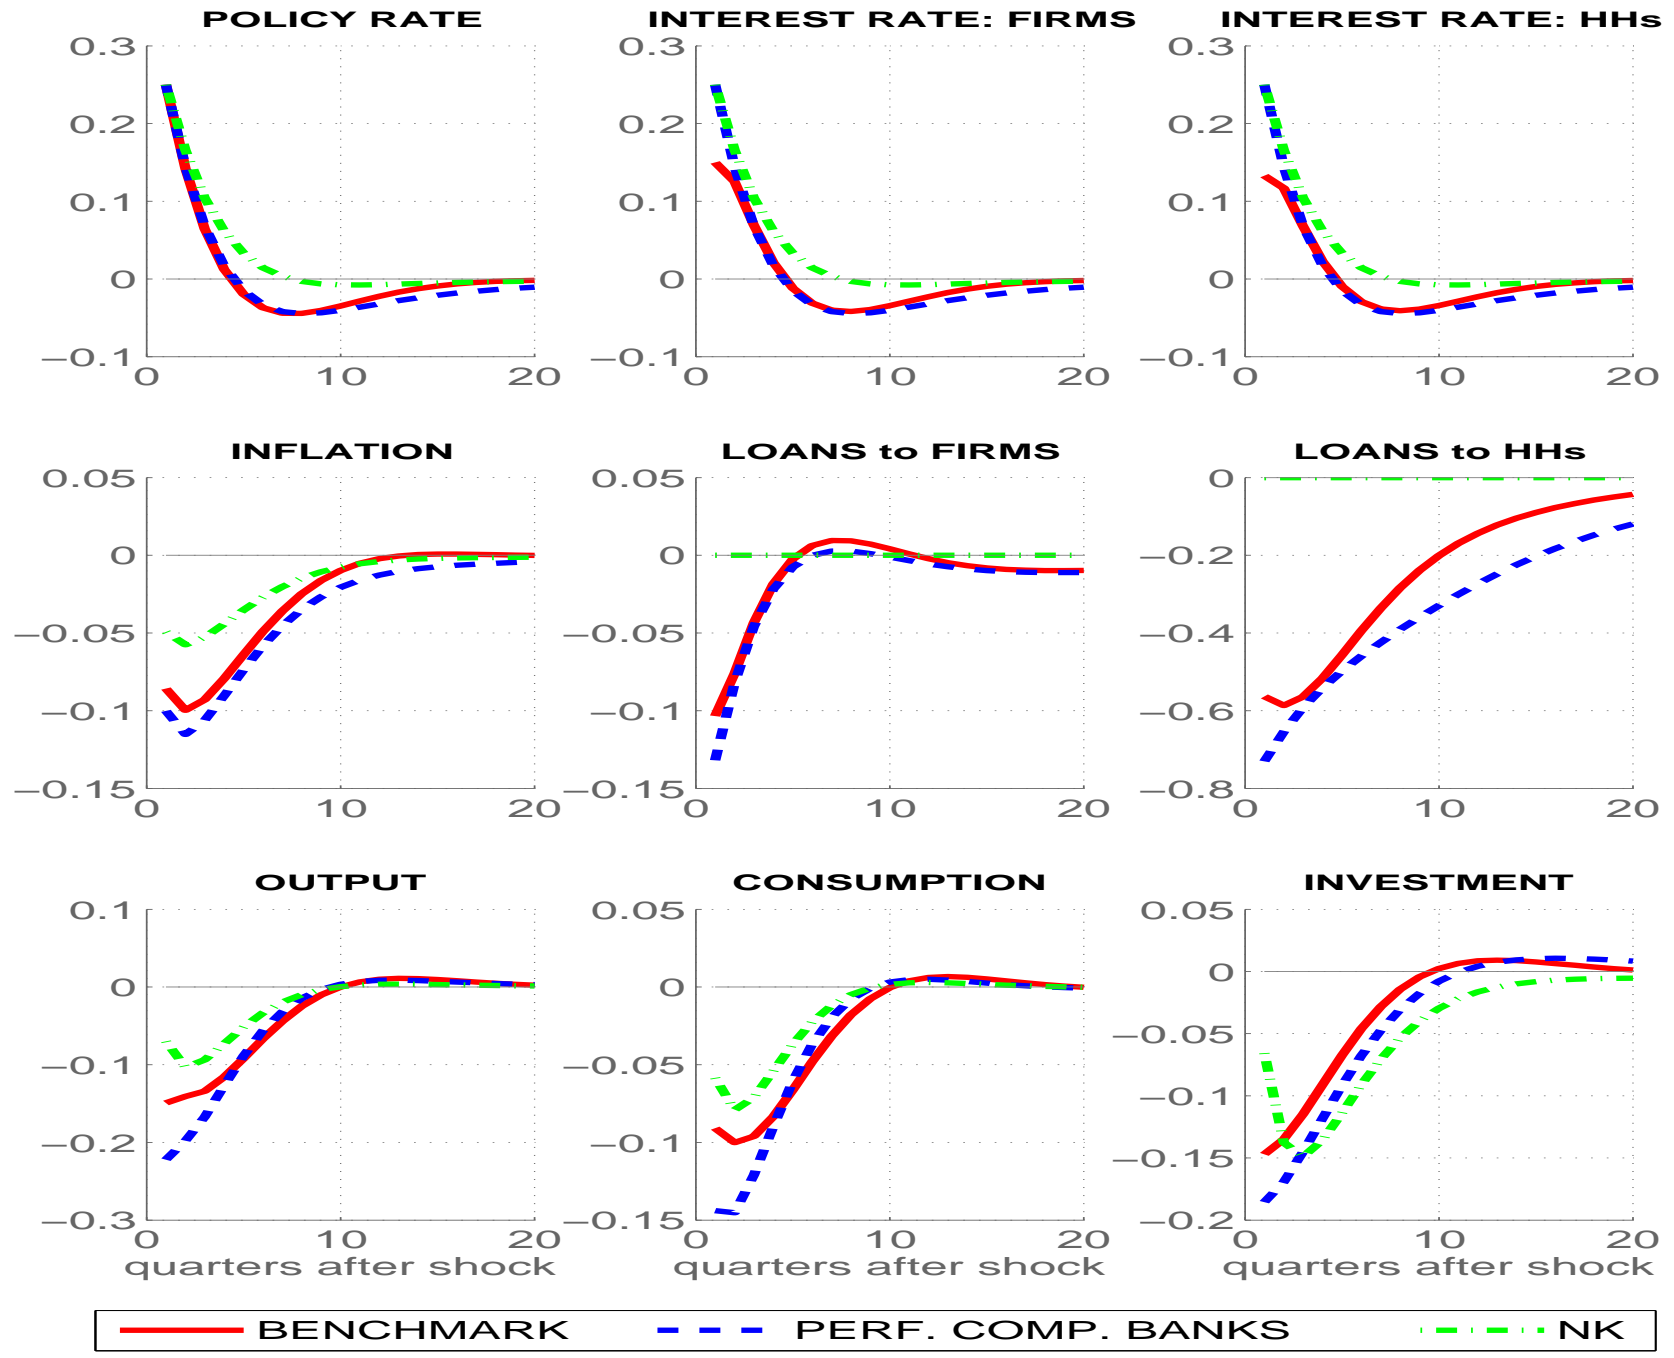 POLICY RATE INTEREST RATE: FIRMS INTEREST RATE: HHs
0.3 0.3 0.3
0.2 0.2 0.2
0.1 0.1 0.1
0 0 0
−0.1 −0.1 −0.1
0 10 20 0 10 20 0 10 20
INFLATION LOANS to FIRMS LOANS to HHs
0.05 0.05 0
0 0 −0.2
−0.05 −0.05 −0.4
−0.1 −0.1 −0.6
−0.15 −0.15 −0.8
0 10 20 0 10 20 0 10 20
OUTPUT CONSUMPTION INVESTMENT
0.1 0.05 0.05
0 0 0
−0.1 −0.05 −0.05
−0.2 −0.1 −0.1
−0.3 −0.15 −0.15
−0.2
0 10 20 0 10 20 0 10 20
quarters after shock quarters after shock quarters after shock
BENCHMARK PERF. COMP. BANKS NK